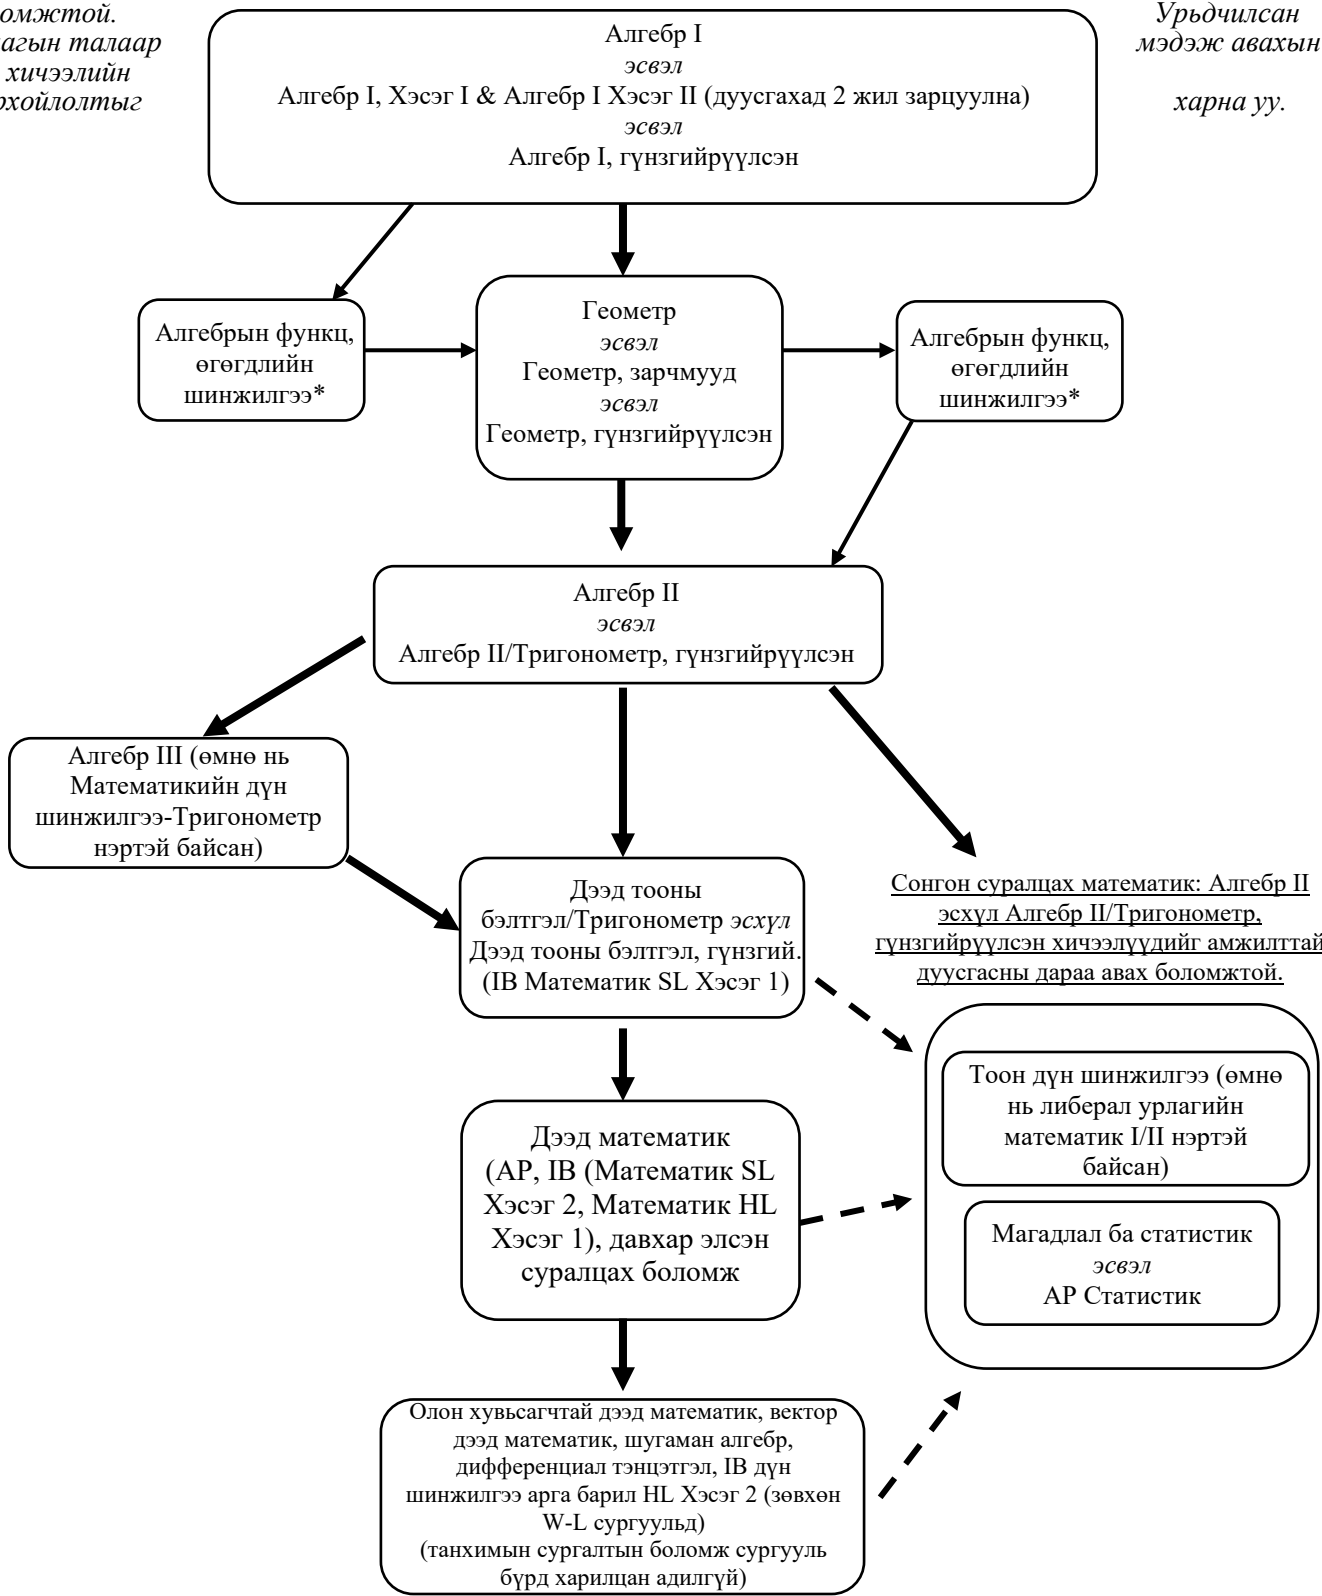 Урьдчилсан
мэдэж авахын
хичээлийн
харна уу.
талаар
Алгебр I
эсвэл
Алгебр I, Хэсэг I & Алгебр I Хэсэг II (дуусгахад 2 жил зарцуулна)
эсвэл
Алгебр I, гүнзгийрүүлсэн
Алгебрын функц,
өгөгдлийн
шинжилгээ*
Геометр
эсвэл
Геометр, зарчмууд
эсвэл
Геометр, гүнзгийрүүлсэн
Алгебрын функц,
өгөгдлийн
шинжилгээ*
Алгебр II
эсвэл
Алгебр II/Тригонометр, гүнзгийрүүлсэн
Алгебр III (өмнө нь
Математикийн дүн
шинжилгээ-Тригонометр
нэртэй байсан)
Дээд тооны
бэлтгэл/Тригонометр эсхүл
Дээд тооны бэлтгэл, гүнзгий.
(IB Математик SL Хэсэг 1)
Сонгон суралцах математик: Алгебр II
эсхүл Алгебр II/Тригонометр,
гүнзгийрүүлсэн хичээлүүдийг амжилттай
дуусгасны дараа авах боломжтой.
Тоон дүн шинжилгээ (өмнө
нь либерал урлагийн
математик I/II нэртэй
байсан)
Магадлал ба статистик
эсвэл
AP Статистик
Дээд математик
(AP, IB (Математик SL
Хэсэг 2, Математик HL
Хэсэг 1), давхар элсэн
суралцах боломж
Олон хувьсагчтай дээд математик, вектор
дээд математик, шугаман алгебр,
дифференциал тэнцэтгэл, IB дүн
шинжилгээ арга барил HL Хэсэг 2 (зөвхөн
W-L сургуульд)
(танхимын сургалтын боломж сургууль
бүрд харилцан адилгүй)